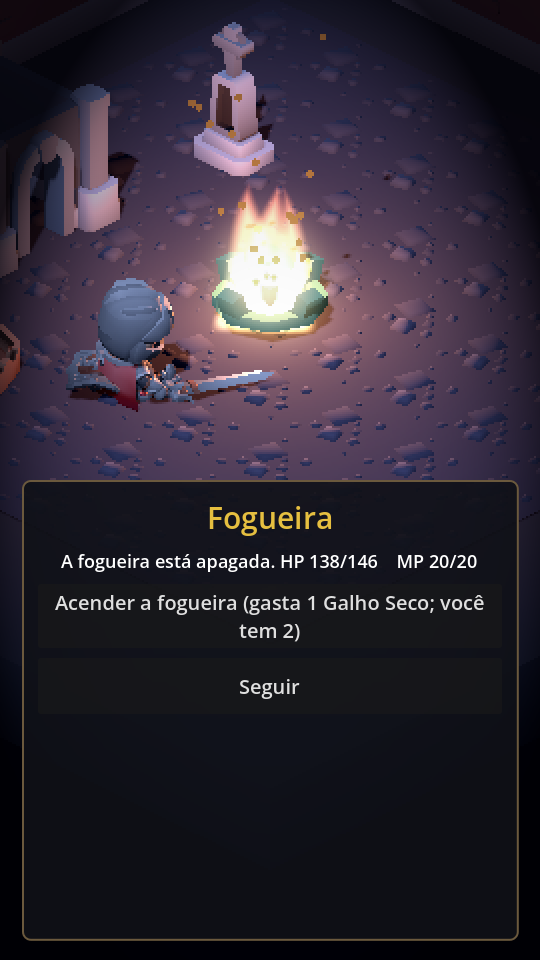 Fogueira
A fogueira está apagada. HP 138/146    MP 20/20
Acender a fogueira (gasta 1 Galho Seco; você
tem 2)
Seguir